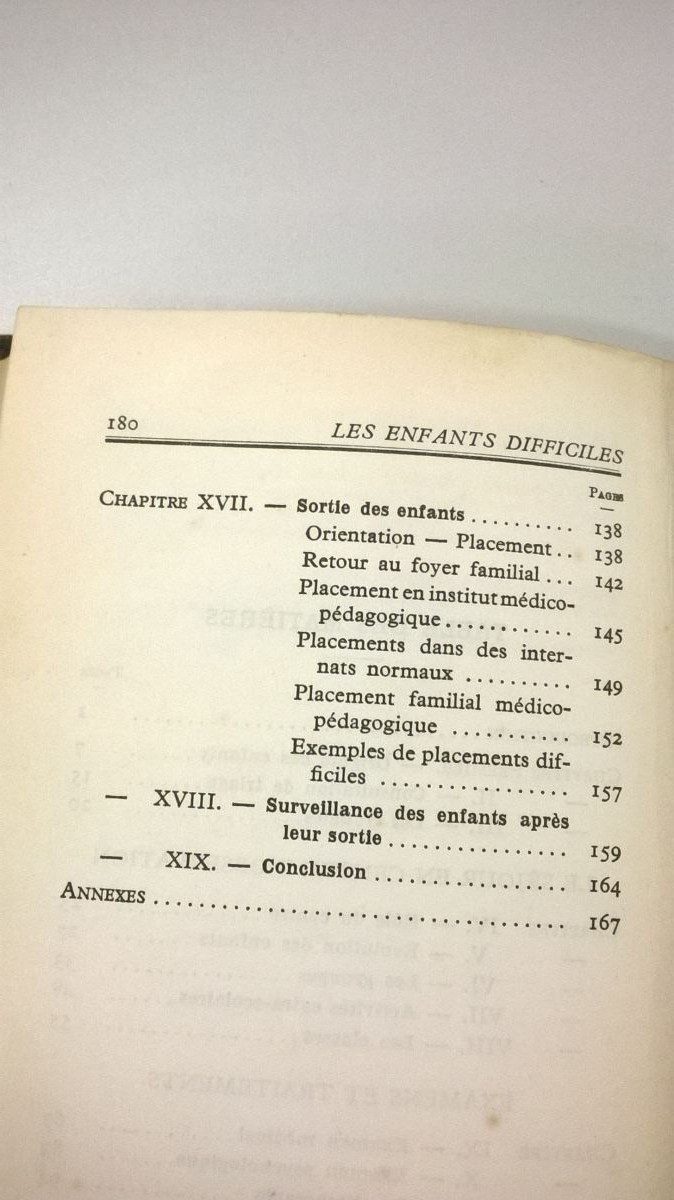 180 LES ENFANTS DIFFICILES
PAGES
CHAPITRE XVII. — Sortie des enfants .......... 138
Orientation — Placement .. 138
Retour au foyer familial ... 142
Placement en institut médico-
pédagogique ............ 145
Placements dans des inter-
nats normaux .......... 149
Placement familial médico-
pédagogique ........... 152
Exemples de placements dif-
ficiles .................. 157
— XVIII. — Surveillance des enfants après
leur sortie ................ 159
— XIX. — Conclusion .................. 164
ANNEXES ..................................... 167